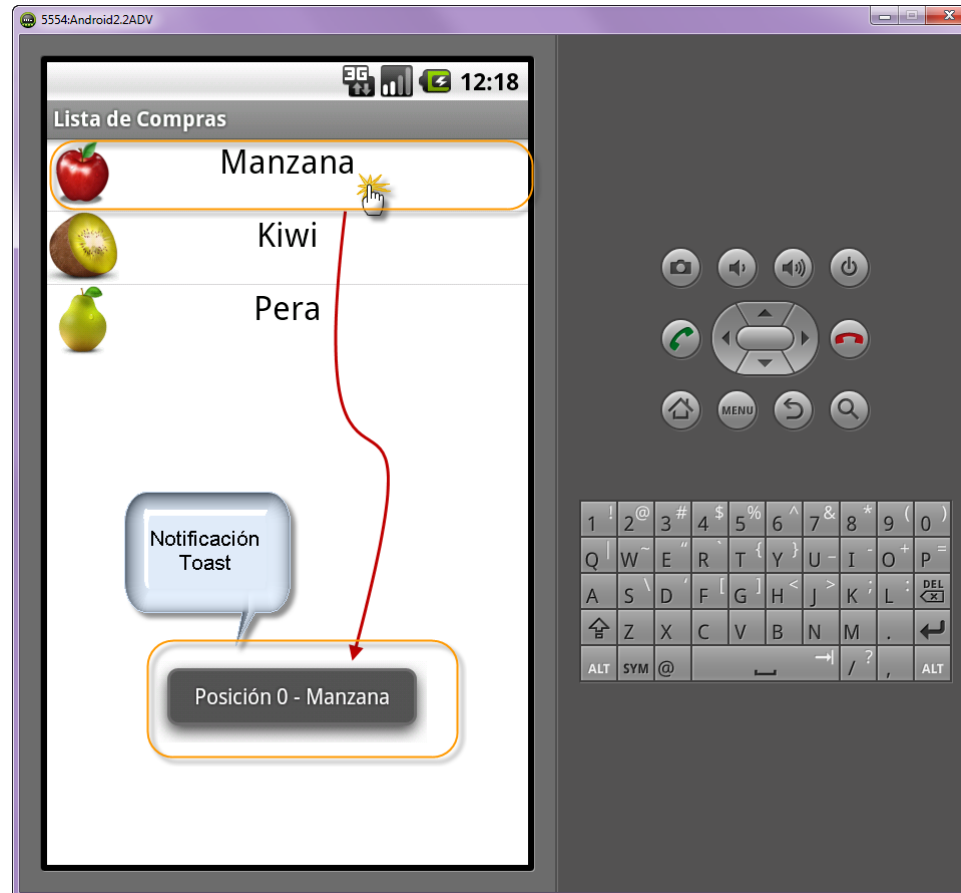 5554:Android2.2ADV
3G 12:18
Lista de Compras
Manzana
Kiwi
Pera
Notificación
Toast
Posición 0 - Manzana
MENU
1 ! 2 @ 3 # 4 $ 5 % 6 ^ 7 & 8 * 9 ( 0 )
Q | W ~ E " R ` T { Y } U _ I - O + P =
A S \ D ' F [ G ] H < J > K ; L : DEL
Z X C V B N M .
ALT SYM @ / ? , ALT